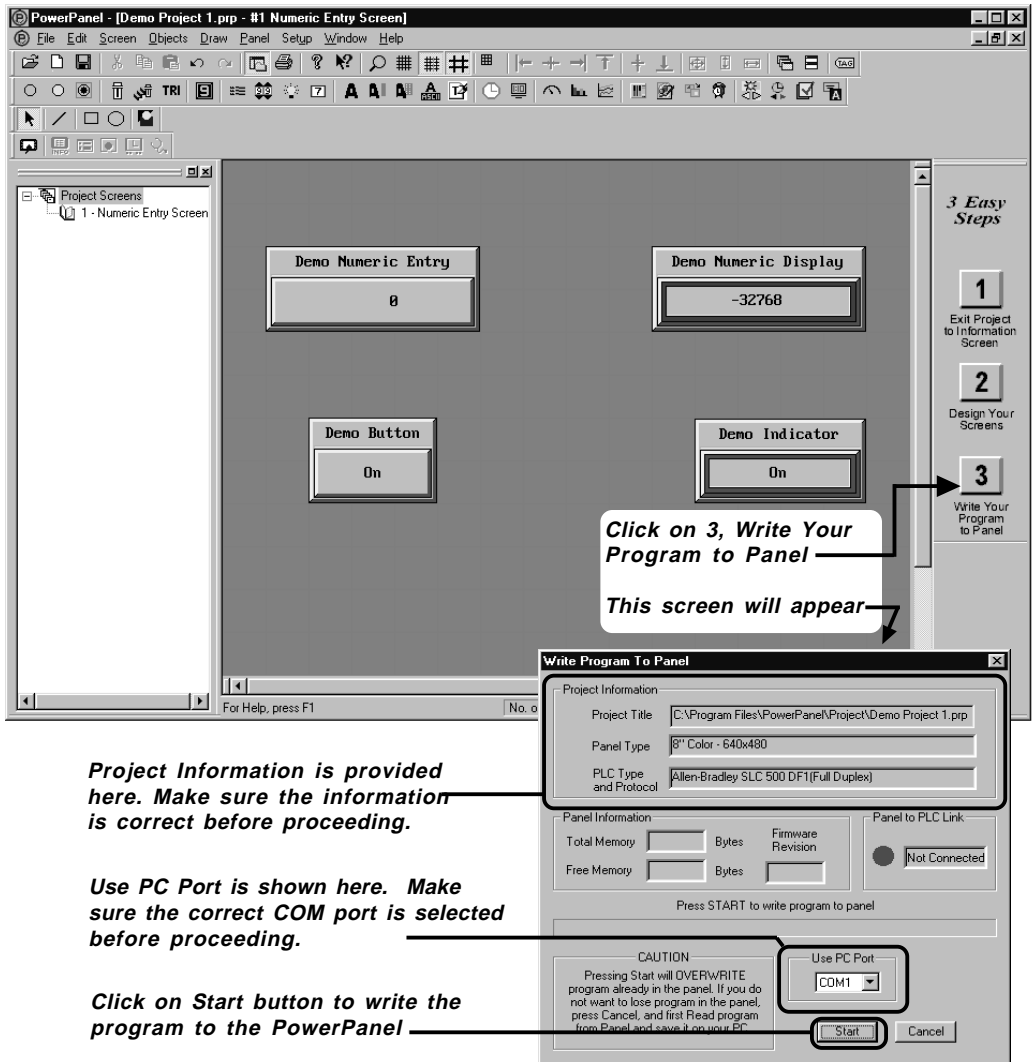 PowerPanel - [Demo Project 1.prp - #1 Numeric Entry Screen]
File Edit Screen Objects Draw Panel Setup Window Help
TAG
TRI
ASCII
INFO
Project Screens
1 - Numeric Entry Screen
Demo Numeric Entry
0
Demo Numeric Display
-32768
Demo Button
On
Demo Indicator
On
3 Easy
Steps
1
Exit Project
to Information
Screen
2
Design Your
Screens
3
Write Your
Program
to Panel
Click on 3, Write Your
Program to Panel
This screen will appear
For Help, press F1
No. o
Write Program To Panel
Project Information
Project Title C:\Program Files\PowerPanel\Project\Demo Project 1.prp
Panel Type 8" Color - 640x480
PLC Type
and Protocol
Allen-Bradley SLC 500 DF1(Full Duplex)
Panel Information
Total Memory Bytes
Firmware
Revision
Free Memory Bytes
Panel to PLC Link
Not Connected
Press START to write program to panel
CAUTION
Pressing Start will OVERWRITE
program already in the panel. If you do
not want to lose program in the panel,
press Cancel, and first Read program
from Panel and save it on your PC
Use PC Port
COM1
Start
Cancel
Project Information is provided
here. Make sure the information
is correct before proceeding.
Use PC Port is shown here. Make
sure the correct COM port is selected
before proceeding.
Click on Start button to write the
program to the PowerPanel